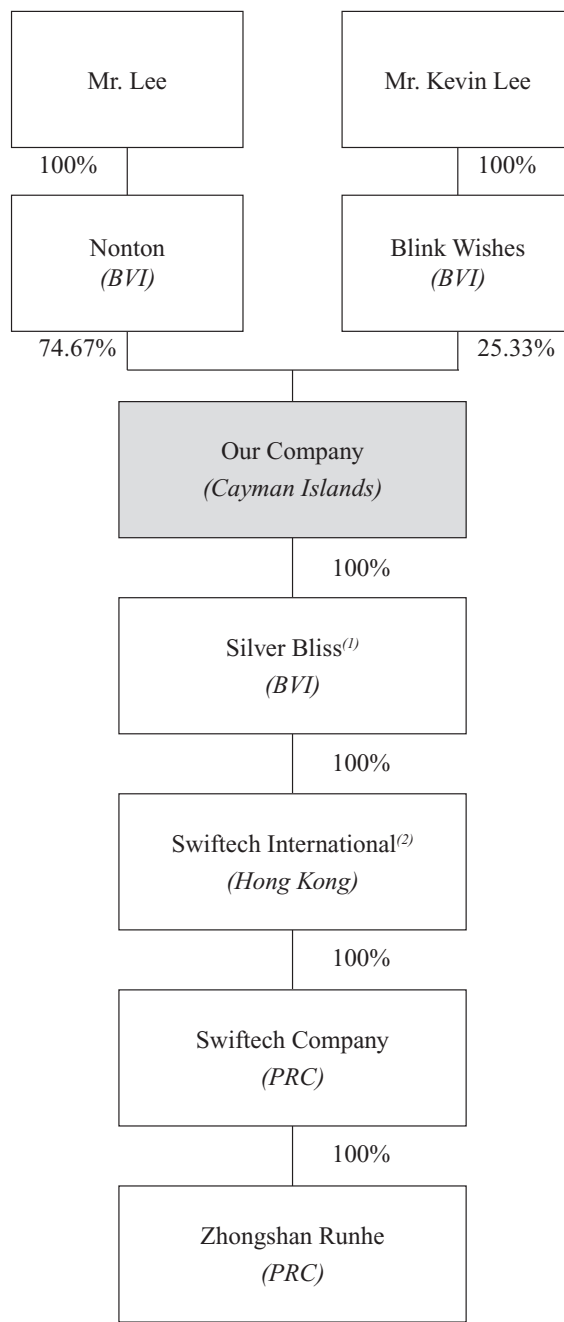 Mr. Lee
Mr. Kevin Lee
100%
100%
Nonton
(BVI)
Blink Wishes
(BVI)
74.67%
25.33%
Our Company
(Cayman Islands)
100%
Silver Bliss(1)
(BVI)
100%
Swiftech International(2)
(Hong Kong)
100%
Swiftech Company
(PRC)
100%
Zhongshan Runhe
(PRC)